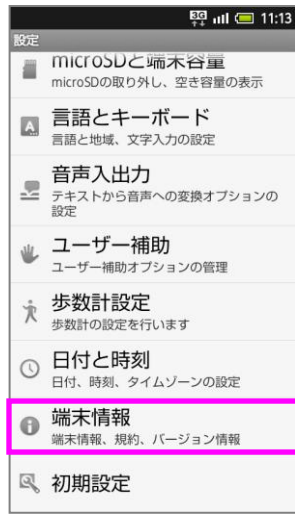 3G 11:13
設定
microSDと端末容量
microSDの取り外し、空き容量の表示
言語とキーボード
言語と地域、文字入力の設定
音声入出力
テキストから音声への変換オプションの
設定
ユーザー補助
ユーザー補助オプションの管理
歩数計設定
歩数計の設定を行います
日付と時刻
日付、時刻、タイムゾーンの設定
端末情報
端末情報、規約、バージョン情報
初期設定